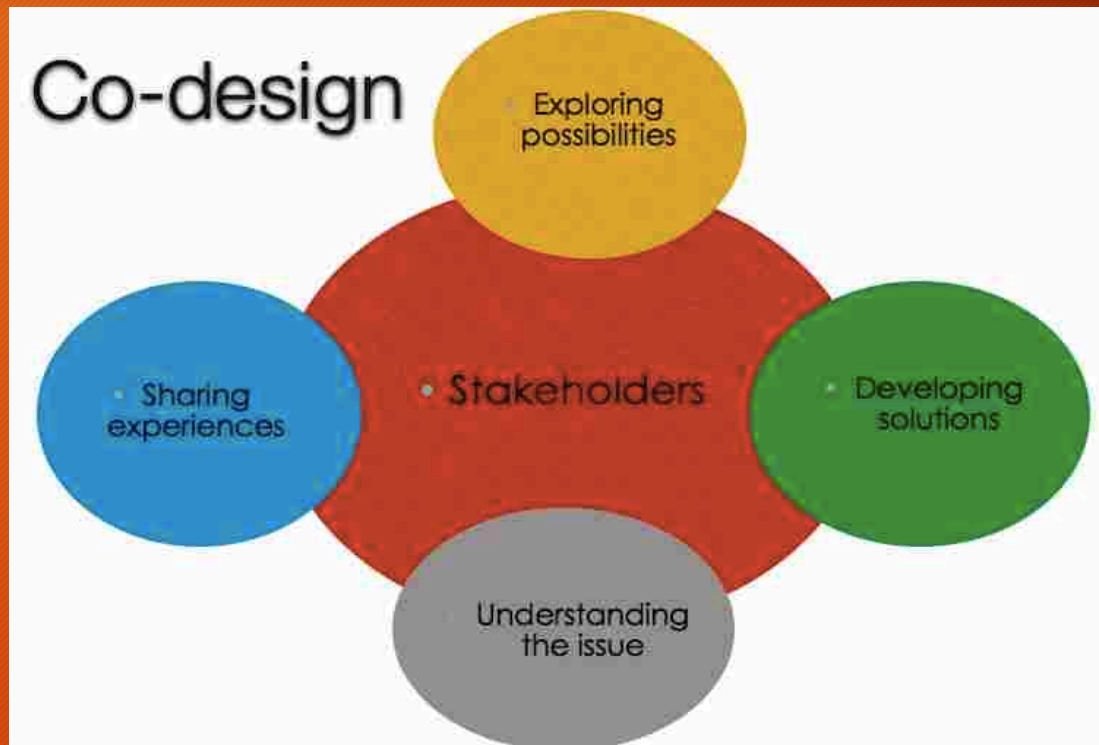 Co-design
Exploring
possibilities
Sharing
experiences
Stakeholders
Developing
solutions
Understanding
the issue